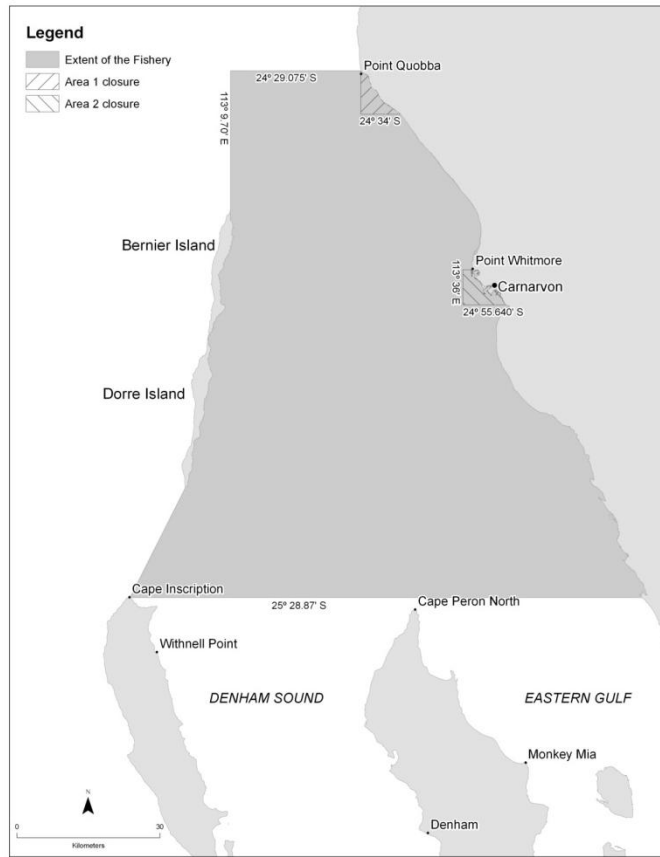 Legend
Extent of the Fishery
Area 1 closure
Area 2 closure
Point Quobba
24° 29.075' S
113° 9.70' E
24° 34' S
Bernier Island
Point Whitmore
113° 36' E
Carnarvon
24° 55.640' S
Dorre Island
Cape Inscription
25° 28.87' S
Cape Peron North
Withnell Point
DENHAM SOUND
EASTERN GULF
Monkey Mia
N
Denham
0
30
Kilometers